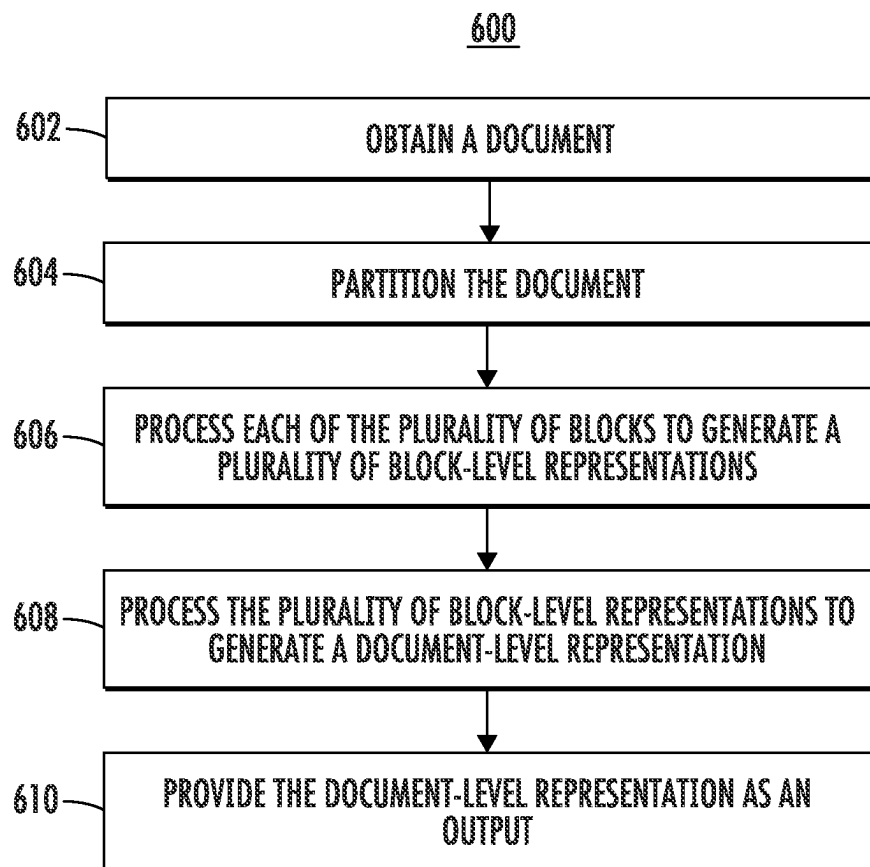 600
602
OBTAIN A DOCUMENT
604
PARTITION THE DOCUMENT
606
PROCESS EACH OF THE PLURALITY OF BLOCKS TO GENERATE A
PLURALITY OF BLOCK-LEVEL REPRESENTATIONS
608
PROCESS THE PLURALITY OF BLOCK-LEVEL REPRESENTATIONS TO
GENERATE A DOCUMENT-LEVEL REPRESENTATION
610
PROVIDE THE DOCUMENT-LEVEL REPRESENTATION AS AN
OUTPUT